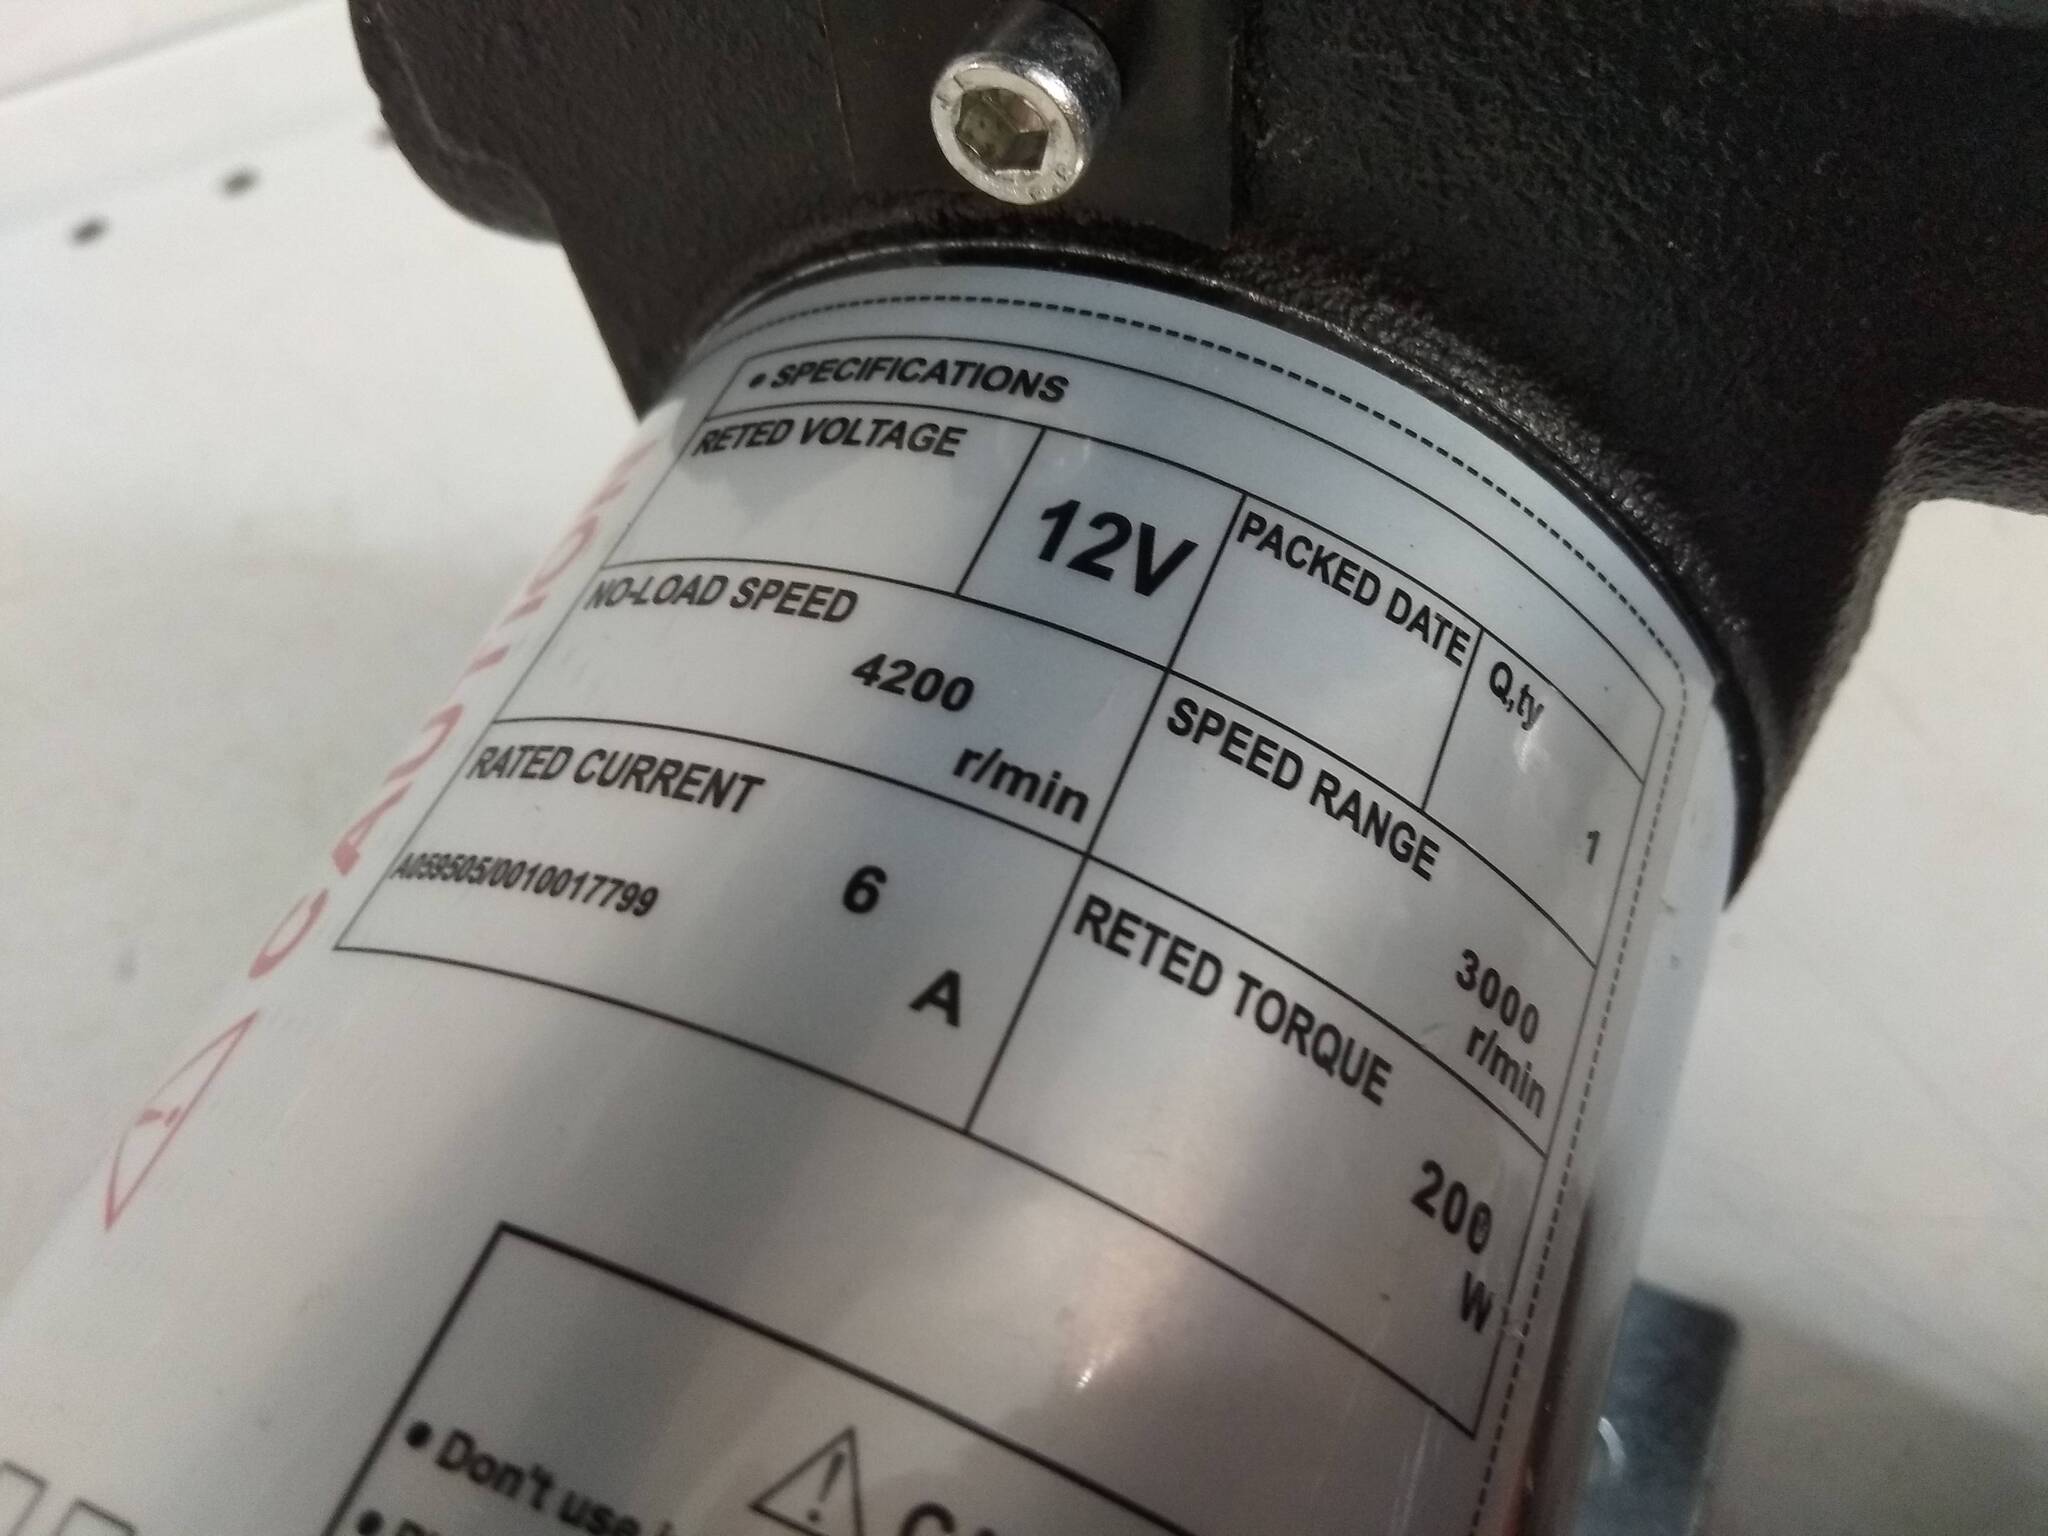 • SPECIFICATIONS
RETED VOLTAGE
12V
PACKED DATE
Q,ty
1
NO-LOAD SPEED
4200
r/min
SPEED RANGE
3000
r/min
RATED CURRENT
6
A
A059505/0010017799
RETED TORQUE
200
W
CAUTION
• Don't use